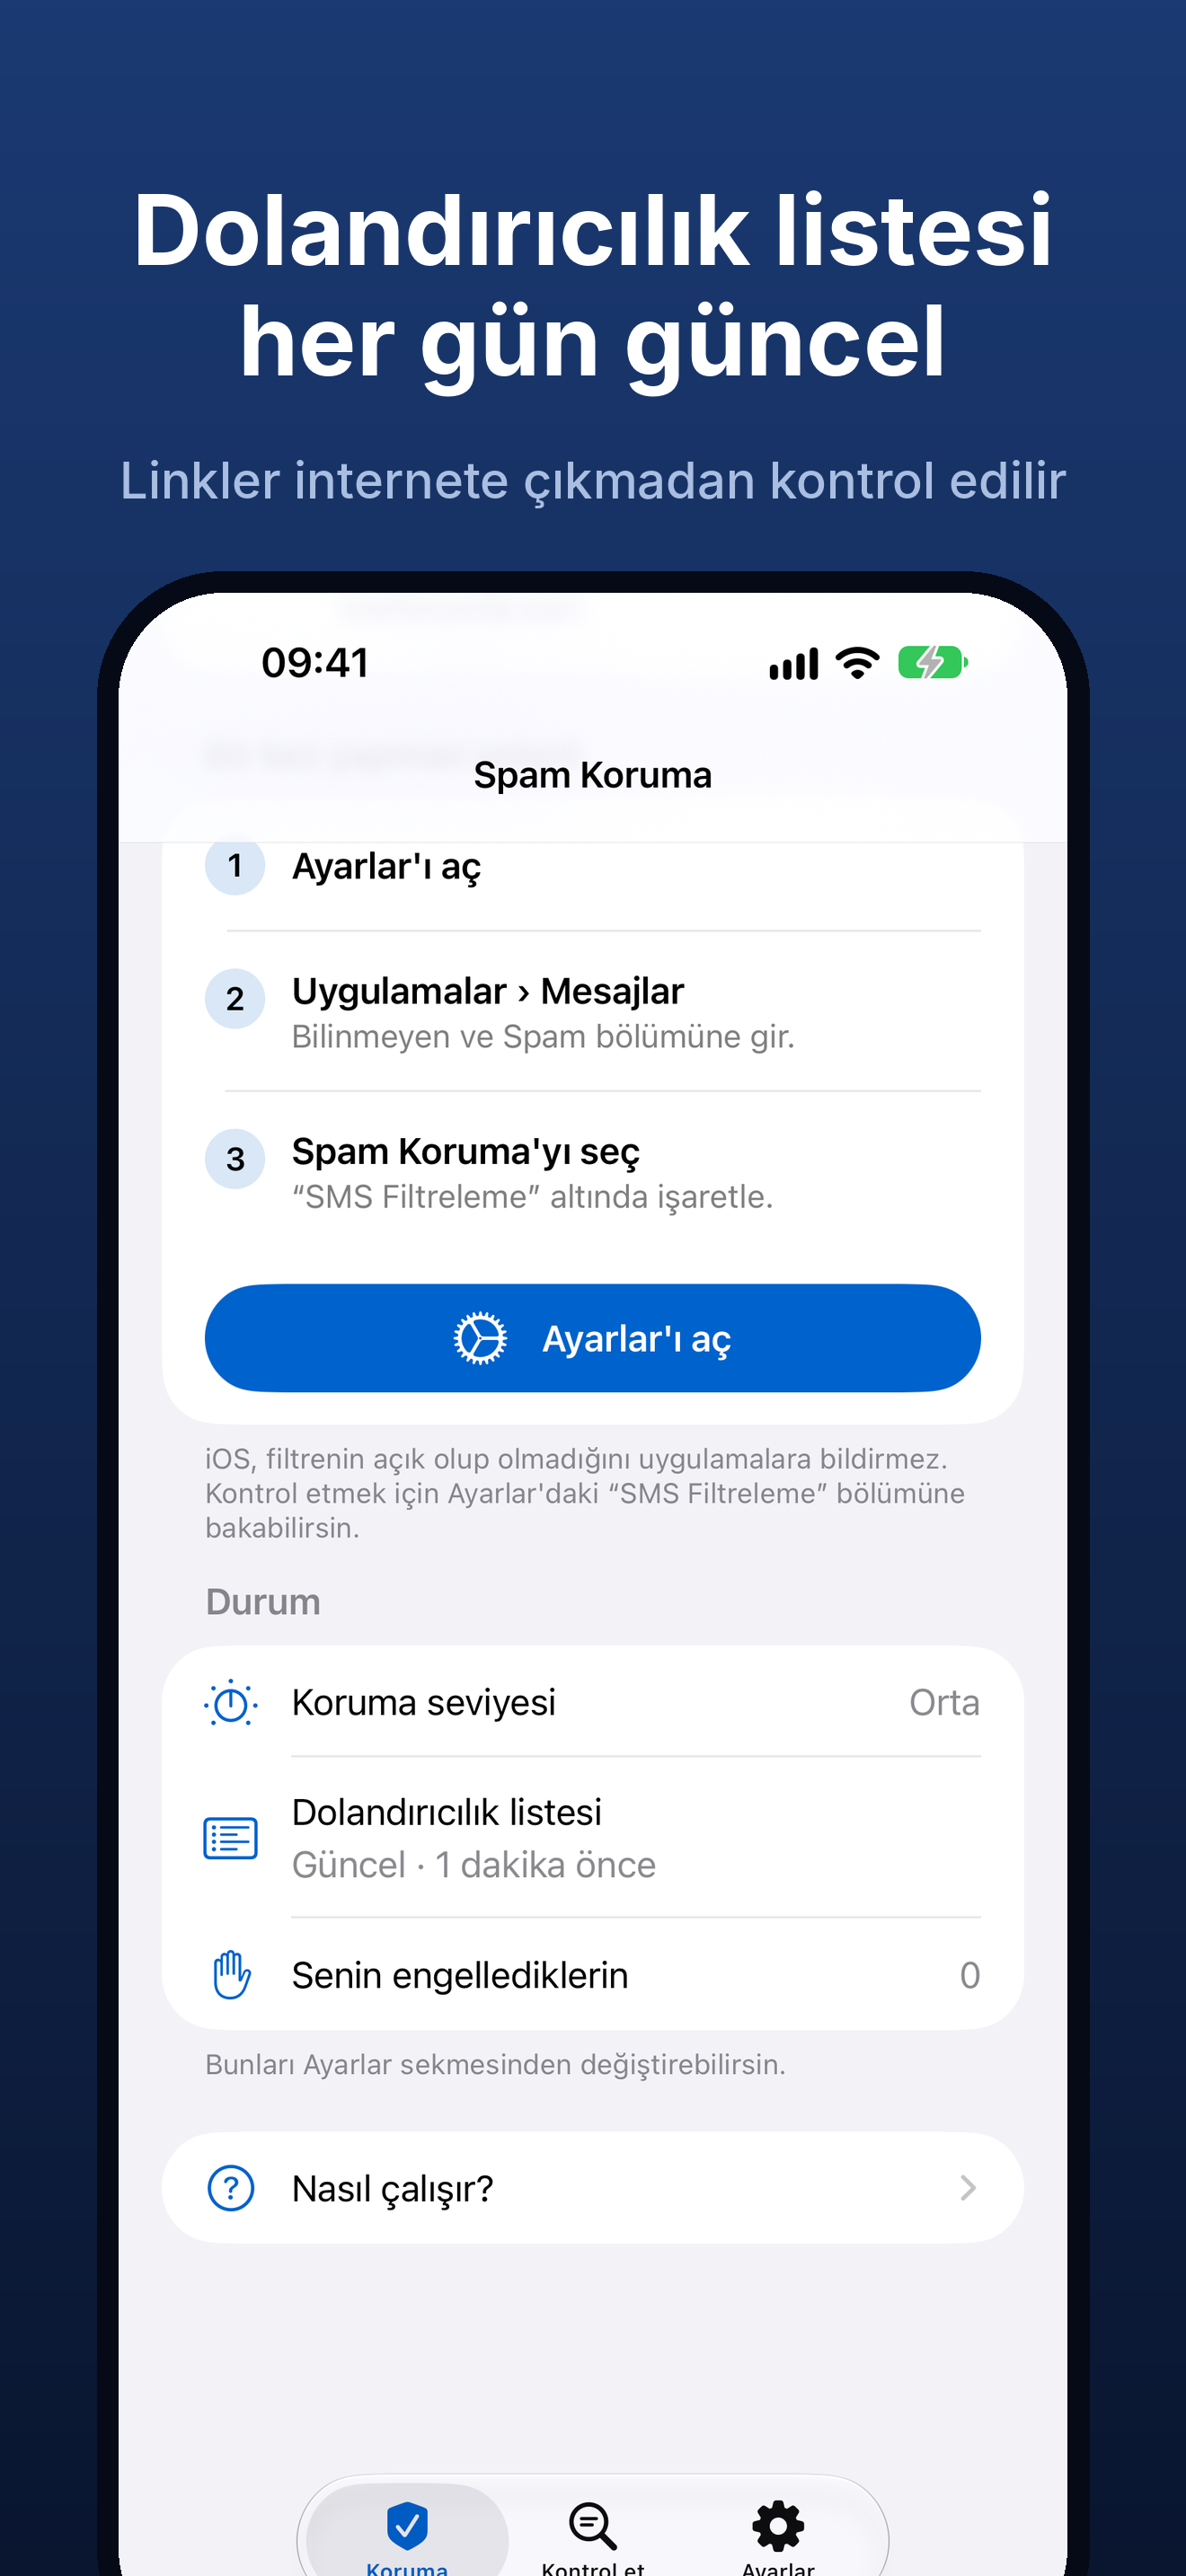 Dolandırıcılık listesi
her gün güncel
Linkler internete çıkmadan kontrol edilir
09:41
Spam Koruma
1 Ayarlar'ı aç
2 Uygulamalar › Mesajlar
Bilinmeyen ve Spam bölümüne gir.
3 Spam Koruma'yı seç
“SMS Filtreleme” altında işaretle.
Ayarlar'ı aç
iOS, filtrenin açık olup olmadığını uygulamalara bildirmez.
Kontrol etmek için Ayarlar'daki “SMS Filtreleme” bölümüne
bakabilirsin.
Durum
Koruma seviyesi Orta
Dolandırıcılık listesi
Güncel · 1 dakika önce
Senin engellediklerin 0
Bunları Ayarlar sekmesinden değiştirebilirsin.
? Nasıl çalışır?
Koruma Kontrol et Ayarlar